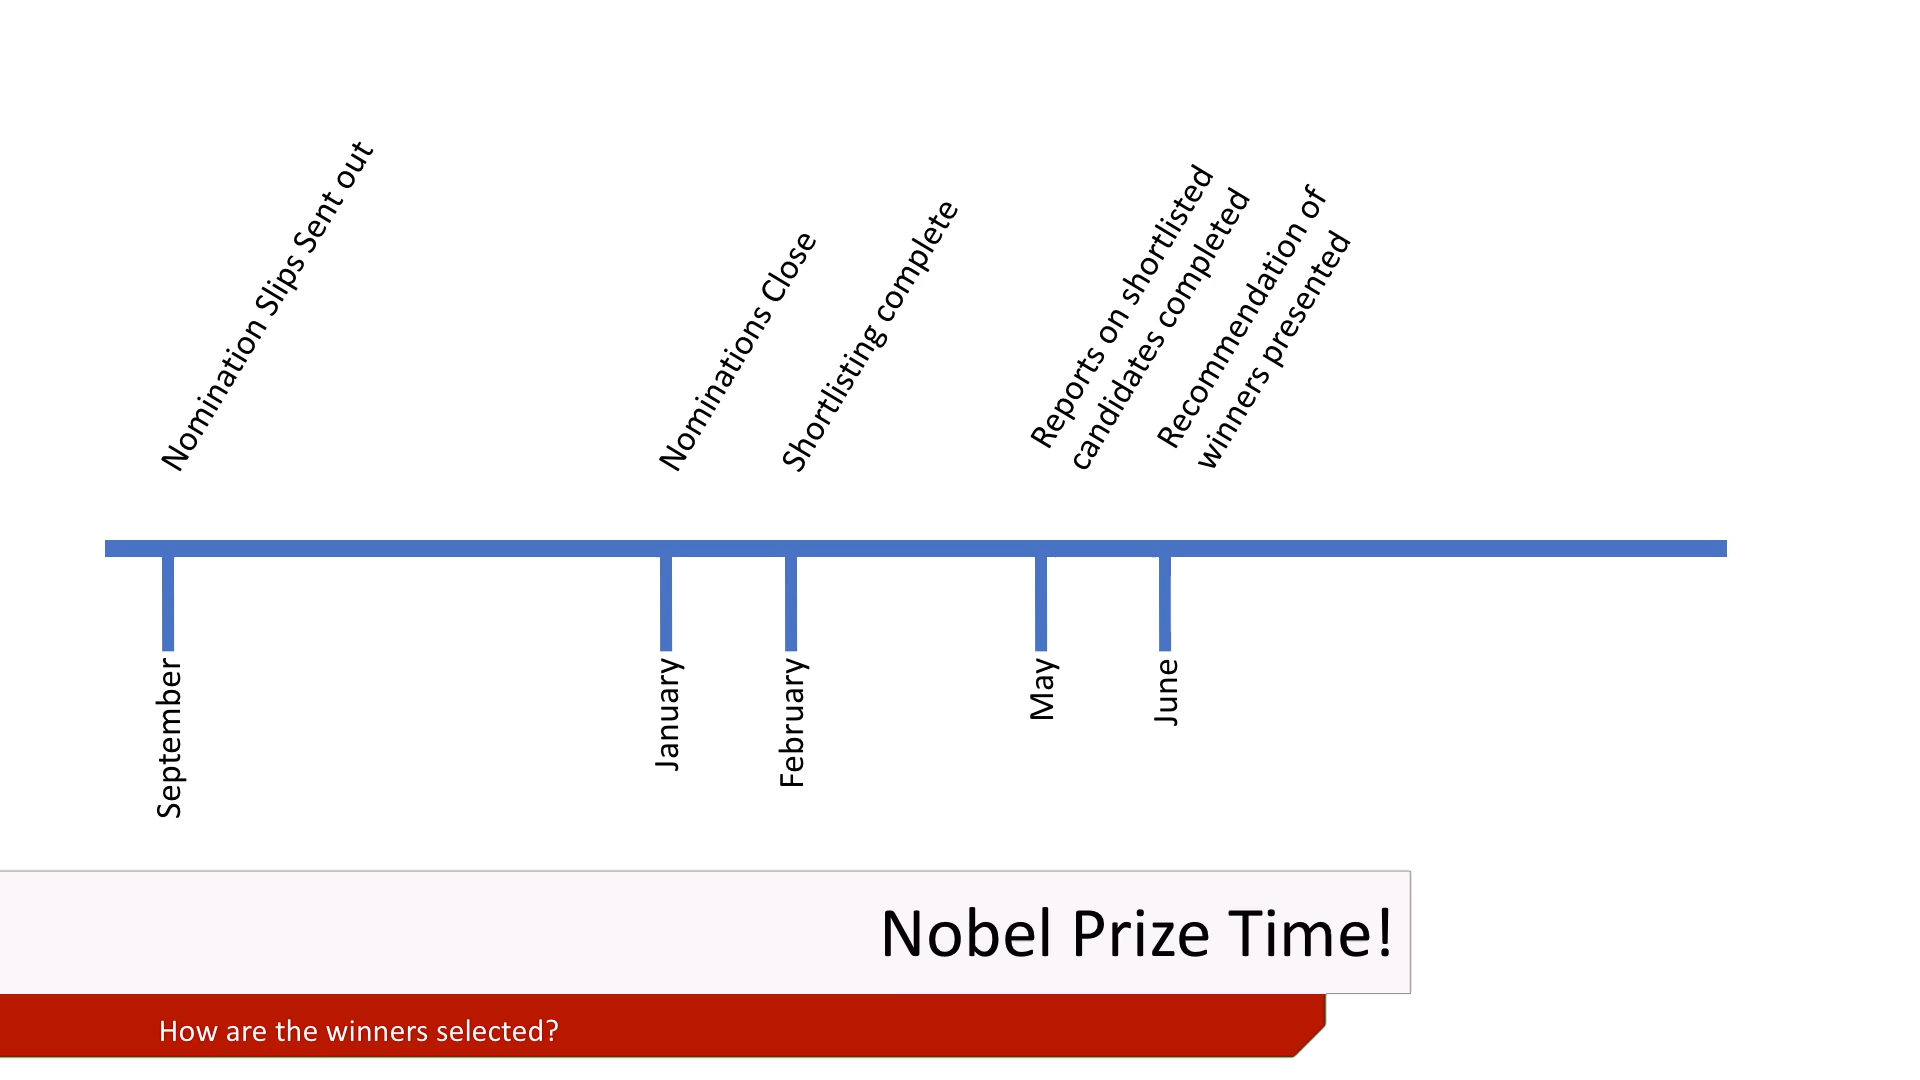 Nomination Slips Sent out
Nominations Close
Shortlisting complete
Reports on shortlisted
candidates completed
Recommendation of
winners presented
September
January
February
May
June
Nobel Prize Time!
How are the winners selected?